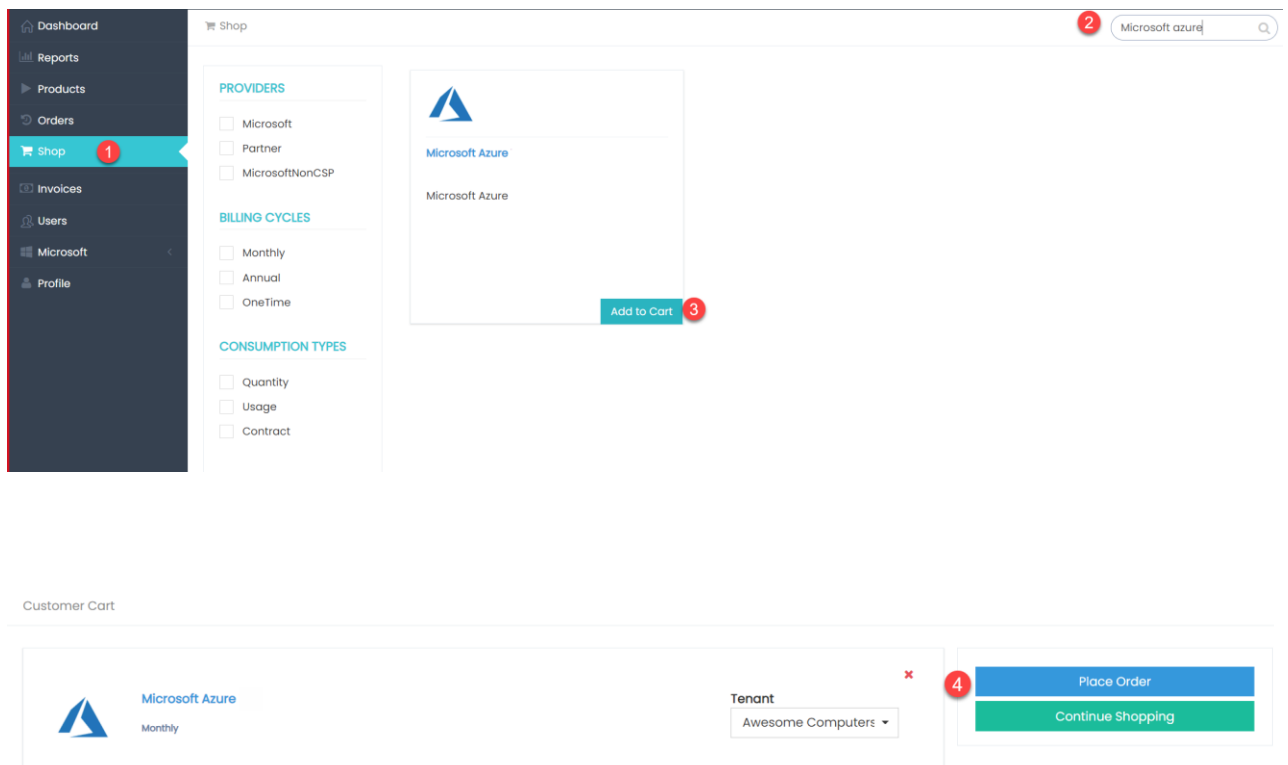 Dashboard
Reports
Products
Orders
Shop 1
Invoices
Users
Microsoft
Profile
Shop
2 Microsoft azure
PROVIDERS
Microsoft
Partner
MicrosoftNonCSP
BILLING CYCLES
Monthly
Annual
OneTime
CONSUMPTION TYPES
Quantity
Usage
Contract
Microsoft Azure
Microsoft Azure
Add to Cart 3
Customer Cart
Microsoft Azure
Monthly
Tenant
Awesome Computers
4 Place Order
Continue Shopping